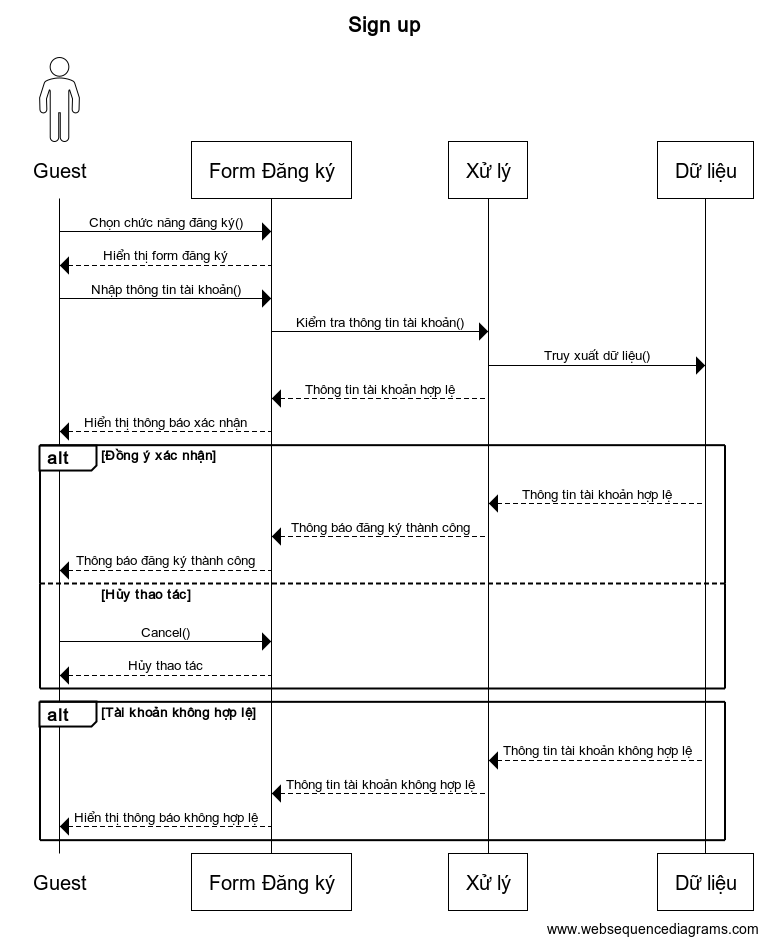 Sign up
Guest
Form Đăng ký
Xử lý
Dữ liệu
Chọn chức năng đăng ký()
Hiển thị form đăng ký
Nhập thông tin tài khoản()
Kiểm tra thông tin tài khoản()
Truy xuất dữ liệu()
Thông tin tài khoản hợp lệ
Hiển thị thông báo xác nhận
alt [Đồng ý xác nhận]
Thông tin tài khoản hợp lệ
Thông báo đăng ký thành công
Thông báo đăng ký thành công
[Hủy thao tác]
Cancel()
Hủy thao tác
alt [Tài khoản không hợp lệ]
Thông tin tài khoản không hợp lệ
Thông tin tài khoản không hợp lệ
Hiển thị thông báo không hợp lệ
Guest
Form Đăng ký
Xử lý
Dữ liệu
www.websequencediagrams.com